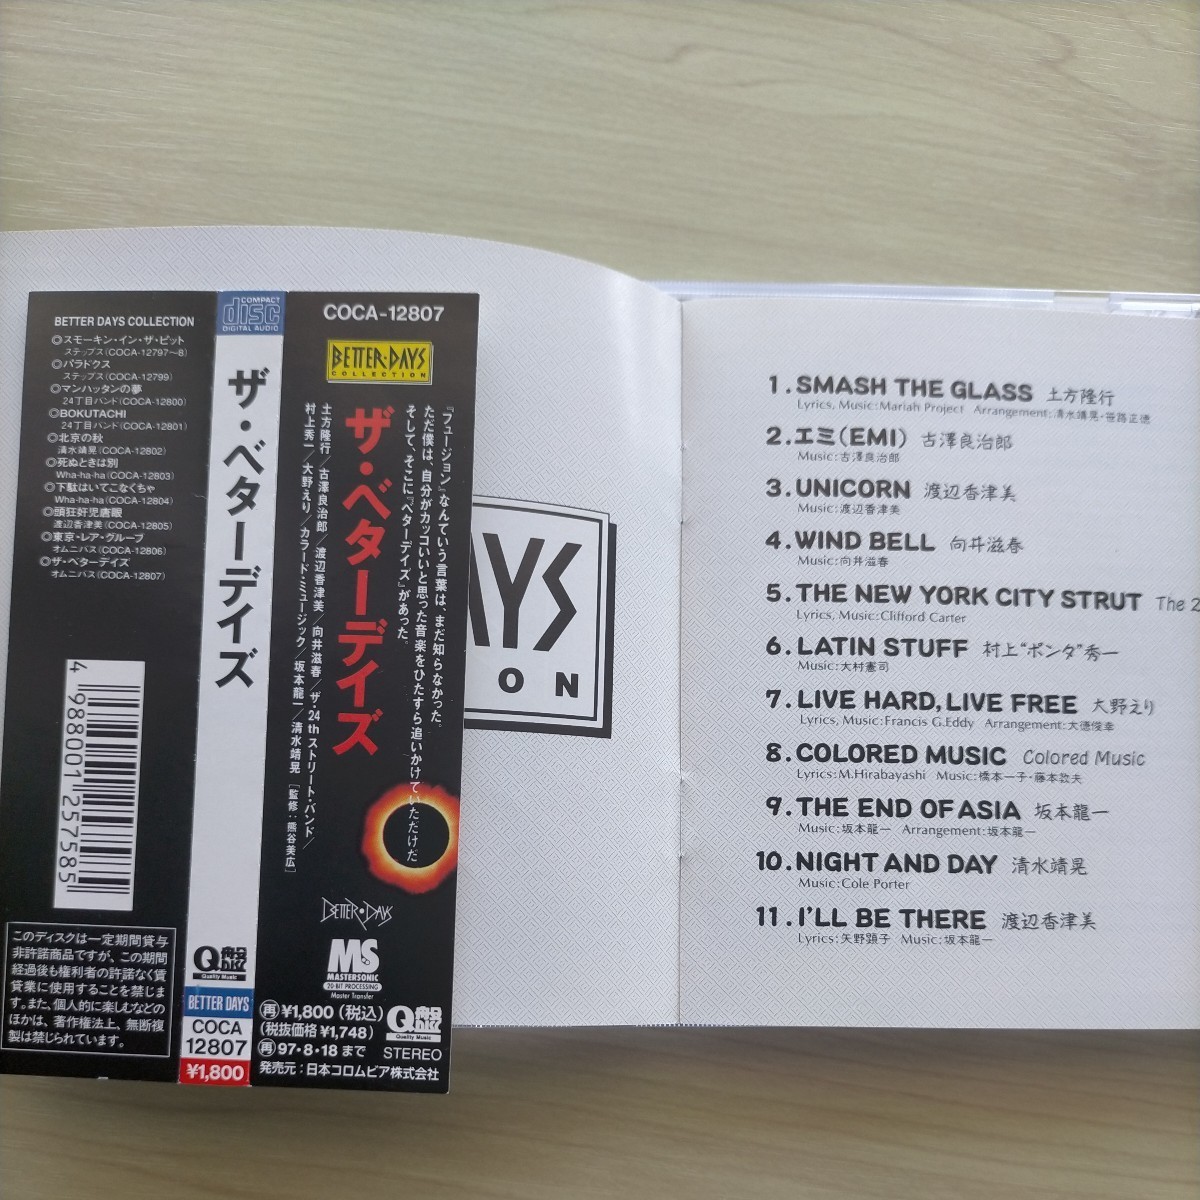 BETTER DAYS COLLECTION
◎スモーキン・イン・ザ・ピット
ステップス(COCA-12797〜8)
◎パラドクス
ステップス(COCA-12799)
◎マンハッタンの夢
24丁目バンド(COCA-12800)
◎BOKUTACHI
24丁目バンド(COCA-12801)
◎北京の秋
清水靖晃(COCA-12802)
◎死ぬときは別
Wha-ha-ha(COCA-12803)
◎下駄はいてこなくちゃ
Wha-ha-ha(COCA-12804)
◎頭狂奸児唐眼
渡辺香津美(COCA-12805)
◎東京・レア・グルーブ
オムニバス(COCA-12806)
◎ザ・ベターデイズ
オムニバス(COCA-12807)
4 988001 257585
このディスクは一定期間貸与
非許諾商品ですが、この期間
経過後も権利者の許諾なく賃
貸業に使用することを禁じま
す。また、個人的に楽しむなどの
ほかは、著作権法上、無断複
製は禁じられています。
COMPACT
disc
DIGITAL AUDIO
ザ・ベターデイズ
Quality Music
BETTER DAYS
COCA
12807
¥1,800
COCA-12807
BETTER・DAYS
COLLECTION
『フュージョン』なんていう言葉は、まだ知らなかった。
ただ僕は、自分がカッコいいと思った音楽をひたすら追いかけていただけだ
そして、そこに『ベターデイズ』があった。
ザ・ベターデイズ
土方隆行/古澤良治郎/渡辺香津美/向井滋春/ザ・24thストリート・バンド/
村上秀一/大野えり/カラード・ミュージック/坂本龍一/清水靖晃 [監修:熊谷美広]
BETTER・DAYS
MS
MASTERSONIC
20-BIT PROCESSING
Master Transfer
再¥1,800(税込)
(税抜価格¥1,748)
再97・8・18まで
Quality Music
STEREO
発売元:日本コロムビア株式会社
AYS
ION
1. SMASH THE GLASS 土方隆行
Lyrics, Music:Mariah Project Arrangement:清水靖晃・笹路正徳
2. エミ(EMI) 古澤良治郎
Music:古澤良治郎
3. UNICORN 渡辺香津美
Music:渡辺香津美
4. WIND BELL 向井滋春
Music:向井滋春
5. THE NEW YORK CITY STRUT The 2
Lyrics, Music:Clifford Carter
6. LATIN STUFF 村上"ポンタ"秀一
Music:大村憲司
7. LIVE HARD, LIVE FREE 大野えり
Lyrics, Music:Francis G.Eddy Arrangement:大徳俊幸
8. COLORED MUSIC Colored Music
Lyrics:M.Hirabayashi Music:橋本一子・藤本敦夫
9. THE END OF ASIA 坂本龍一
Music:坂本龍一 Arrangement:坂本龍一
10. NIGHT AND DAY 清水靖晃
Music:Cole Porter
11. I'LL BE THERE 渡辺香津美
Lyrics:矢野顕子 Music:坂本龍一